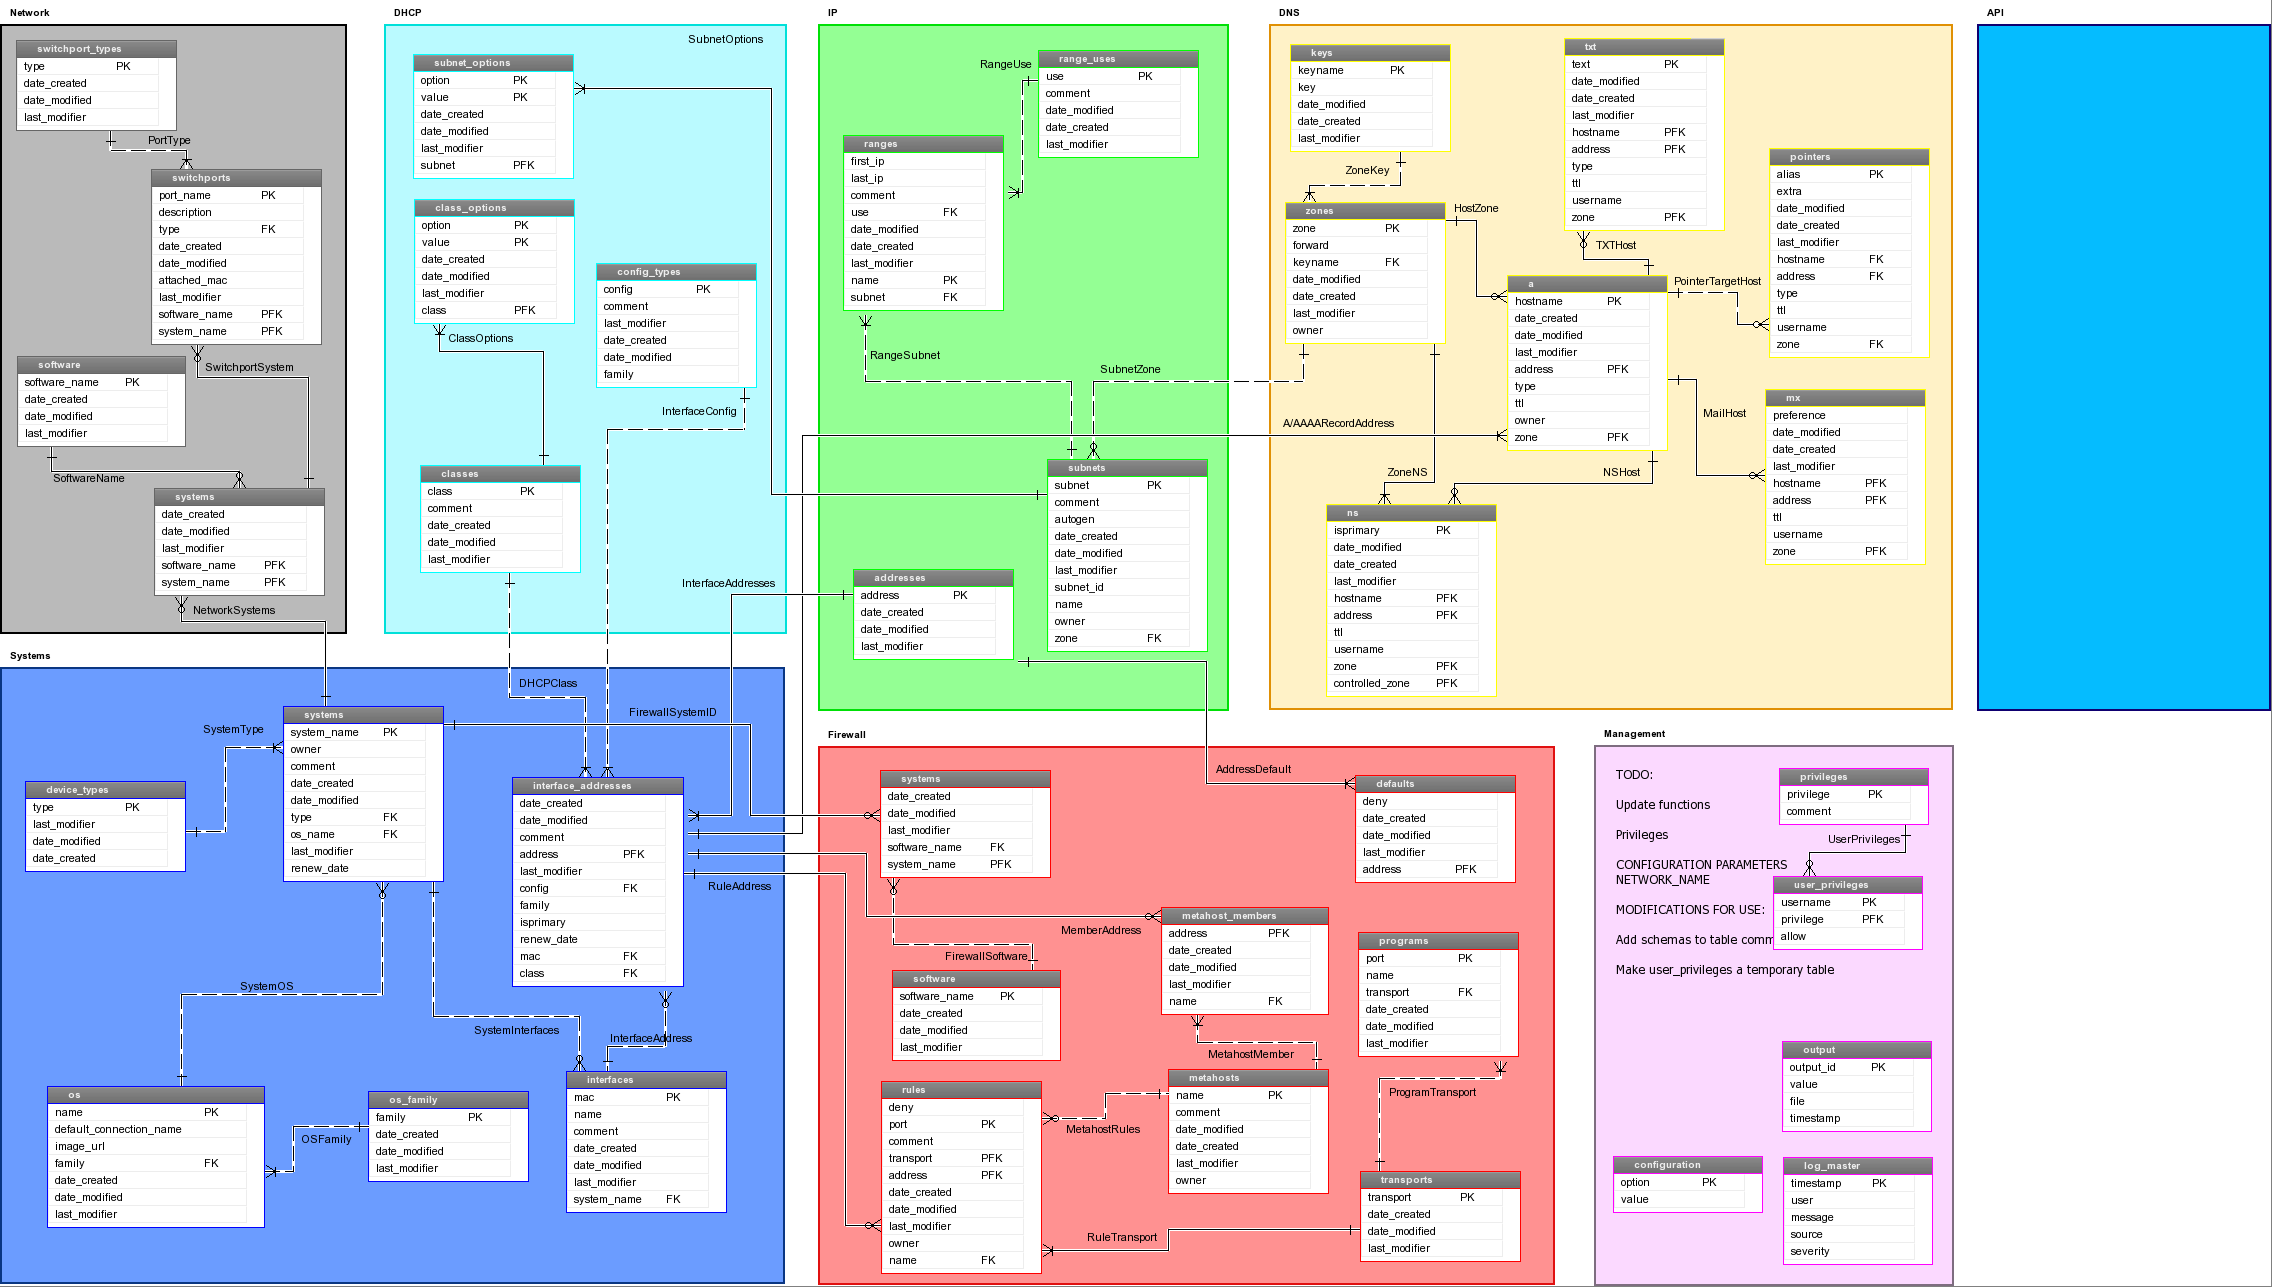 Network
switchport_types
type PK
date_created
date_modified
last_modifier
PortType
switchports
port_name PK
description
type FK
date_created
date_modified
attached_mac
last_modifier
software_name PFK
system_name PFK
software
software_name PK
date_created
date_modified
last_modifier
SwitchportSystem
SoftwareName
systems
date_created
date_modified
last_modifier
software_name PFK
system_name PFK
NetworkSystems
DHCP
SubnetOptions
subnet_options
option PK
value PK
date_created
date_modified
last_modifier
subnet PFK
class_options
option PK
value PK
date_created
date_modified
last_modifier
class PFK
ClassOptions
config_types
config PK
comment
last_modifier
date_created
date_modified
family
InterfaceConfig
classes
class PK
comment
date_created
date_modified
last_modifier
InterfaceAddresses
IP
RangeUse
range_uses
use PK
comment
date_modified
date_created
last_modifier
ranges
first_ip
last_ip
comment
use FK
date_modified
date_created
last_modifier
name PK
subnet FK
RangeSubnet
SubnetZone
subnets
subnet PK
comment
autogen
date_created
date_modified
last_modifier
subnet_id
name
owner
zone FK
addresses
address PK
date_created
date_modified
last_modifier
DNS
keys
keyname PK
key
date_modified
date_created
last_modifier
ZoneKey
zones
zone PK
forward
keyname FK
date_modified
date_created
last_modifier
owner
HostZone
txt
text PK
date_modified
date_created
last_modifier
hostname PFK
address PFK
type
ttl
username
zone PFK
TXTHost
pointers
alias PK
extra
date_modified
date_created
last_modifier
hostname FK
address FK
type
ttl
username
zone FK
PointerTargetHost
a
hostname PK
date_created
date_modified
last_modifier
address PFK
type
ttl
owner
zone PFK
MailHost
A/AAAARecordAddress
mx
preference
date_modified
date_created
last_modifier
hostname PFK
address PFK
ttl
username
zone PFK
ZoneNS
NSHost
ns
isprimary PK
date_modified
date_created
last_modifier
hostname PFK
address PFK
ttl
username
zone PFK
controlled_zone PFK
API
Systems
DHCPClass
FirewallSystemID
SystemType
systems
system_name PK
owner
comment
date_created
date_modified
type FK
os_name FK
last_modifier
renew_date
device_types
type PK
last_modifier
date_modified
date_created
interface_addresses
date_created
date_modified
comment
address PFK
last_modifier
config FK
family
isprimary
renew_date
mac FK
class FK
RuleAddress
SystemOS
SystemInterfaces
InterfaceAddress
os
name PK
default_connection_name
image_url
family FK
date_created
date_modified
last_modifier
OSFamily
os_family
family PK
date_created
date_modified
last_modifier
interfaces
mac PK
name
comment
date_created
date_modified
last_modifier
system_name FK
Firewall
AddressDefault
systems
date_created
date_modified
last_modifier
software_name FK
system_name PFK
defaults
deny
date_created
date_modified
last_modifier
address PFK
MemberAddress
metahost_members
address PFK
date_created
date_modified
last_modifier
name FK
FirewallSoftware
software
software_name PK
date_created
date_modified
last_modifier
programs
port PK
name
transport FK
date_created
date_modified
last_modifier
MetahostMember
metahosts
name PK
comment
date_modified
date_created
last_modifier
owner
ProgramTransport
MetahostRules
rules
deny
port PK
comment
transport PFK
address PFK
date_created
date_modified
last_modifier
owner
name FK
RuleTransport
transports
transport PK
date_created
date_modified
last_modifier
Management
TODO:
Update functions
Privileges
CONFIGURATION PARAMETERS
NETWORK_NAME
MODIFICATIONS FOR USE:
Add schemas to table comm
Make user_privileges a temporary table
privileges
privilege PK
comment
UserPrivileges
user_privileges
username PK
privilege PFK
allow
output
output_id PK
value
file
timestamp
configuration
option PK
value
log_master
timestamp PK
user
message
source
severity